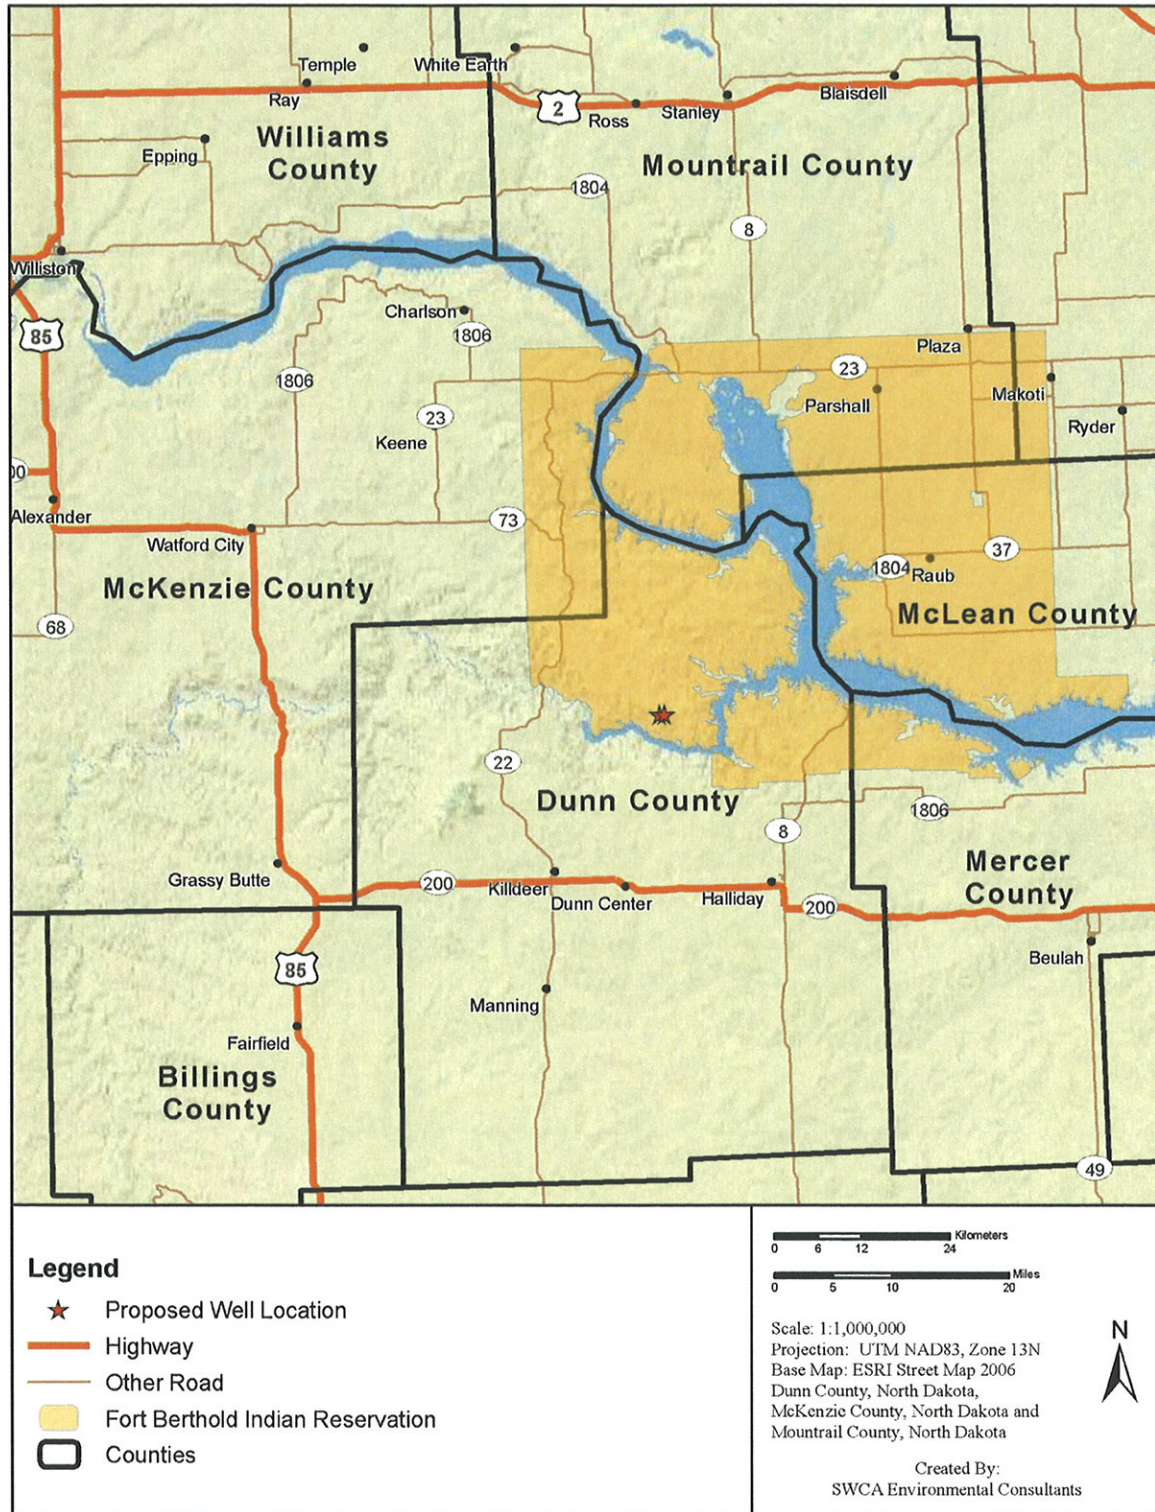 Temple
White Earth
Ray
2
Ross
Stanley
Blaisdell
Williams
County
Epping
Mountrail County
1804
8
Williston
Charlson
85
1806
1806
Plaza
23
Makoti
Parshall
23
Keene
Ryder
00
Alexander
73
Watford City
37
1804
Raub
McKenzie County
McLean County
68
22
Dunn County
1806
8
Mercer
County
Grassy Butte
200
Killdeer
Dunn Center
Halliday
200
85
Beulah
Manning
Fairfield
Billings
County
49
Legend
Proposed Well Location
Highway
Other Road
Fort Berthold Indian Reservation
Counties
Kilometers
0 6 12 24
Miles
0 5 10 20
Scale: 1:1,000,000
Projection: UTM NAD83, Zone 13N
Base Map: ESRI Street Map 2006
Dunn County, North Dakota,
McKenzie County, North Dakota and
Mountrail County, North Dakota
N
Created By:
SWCA Environmental Consultants